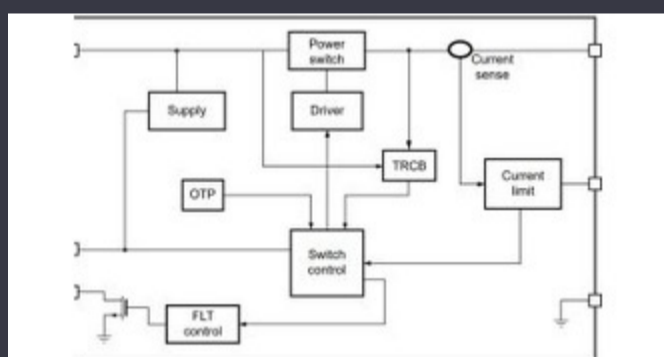 Power
switch
Current
sense
Supply
Driver
TRCB
OTP
Current
limit
Switch
control
FLT
control